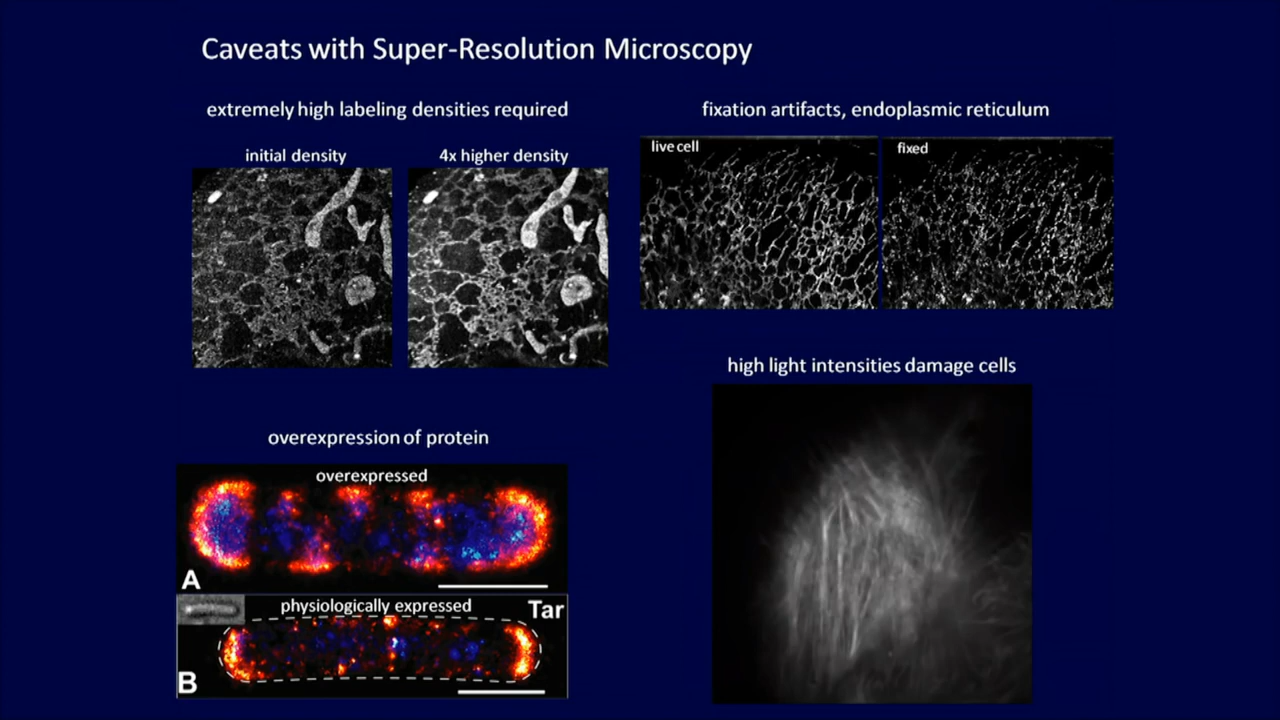 Caveats with Super-Resolution Microscopy
extremely high labeling densities required
initial density
4x higher density
fixation artifacts, endoplasmic reticulum
live cell
fixed
overexpression of protein
overexpressed
A
physiologically expressed
Tar
B
high light intensities damage cells